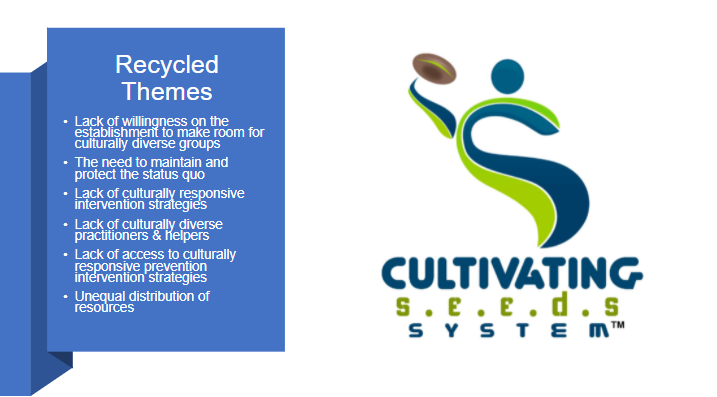 Recycled
Themes
• Lack of willingness on the
establishment to make room for
culturally diverse groups
• The need to maintain and
protect the status quo
• Lack of culturally responsive
intervention strategies
• Lack of culturally diverse
practitioners & helpers
• Lack of access to culturally
responsive prevention
intervention strategies
• Unequal distribution of
resources
CULTIVATING
s.e.e.d.s
SYSTEM™